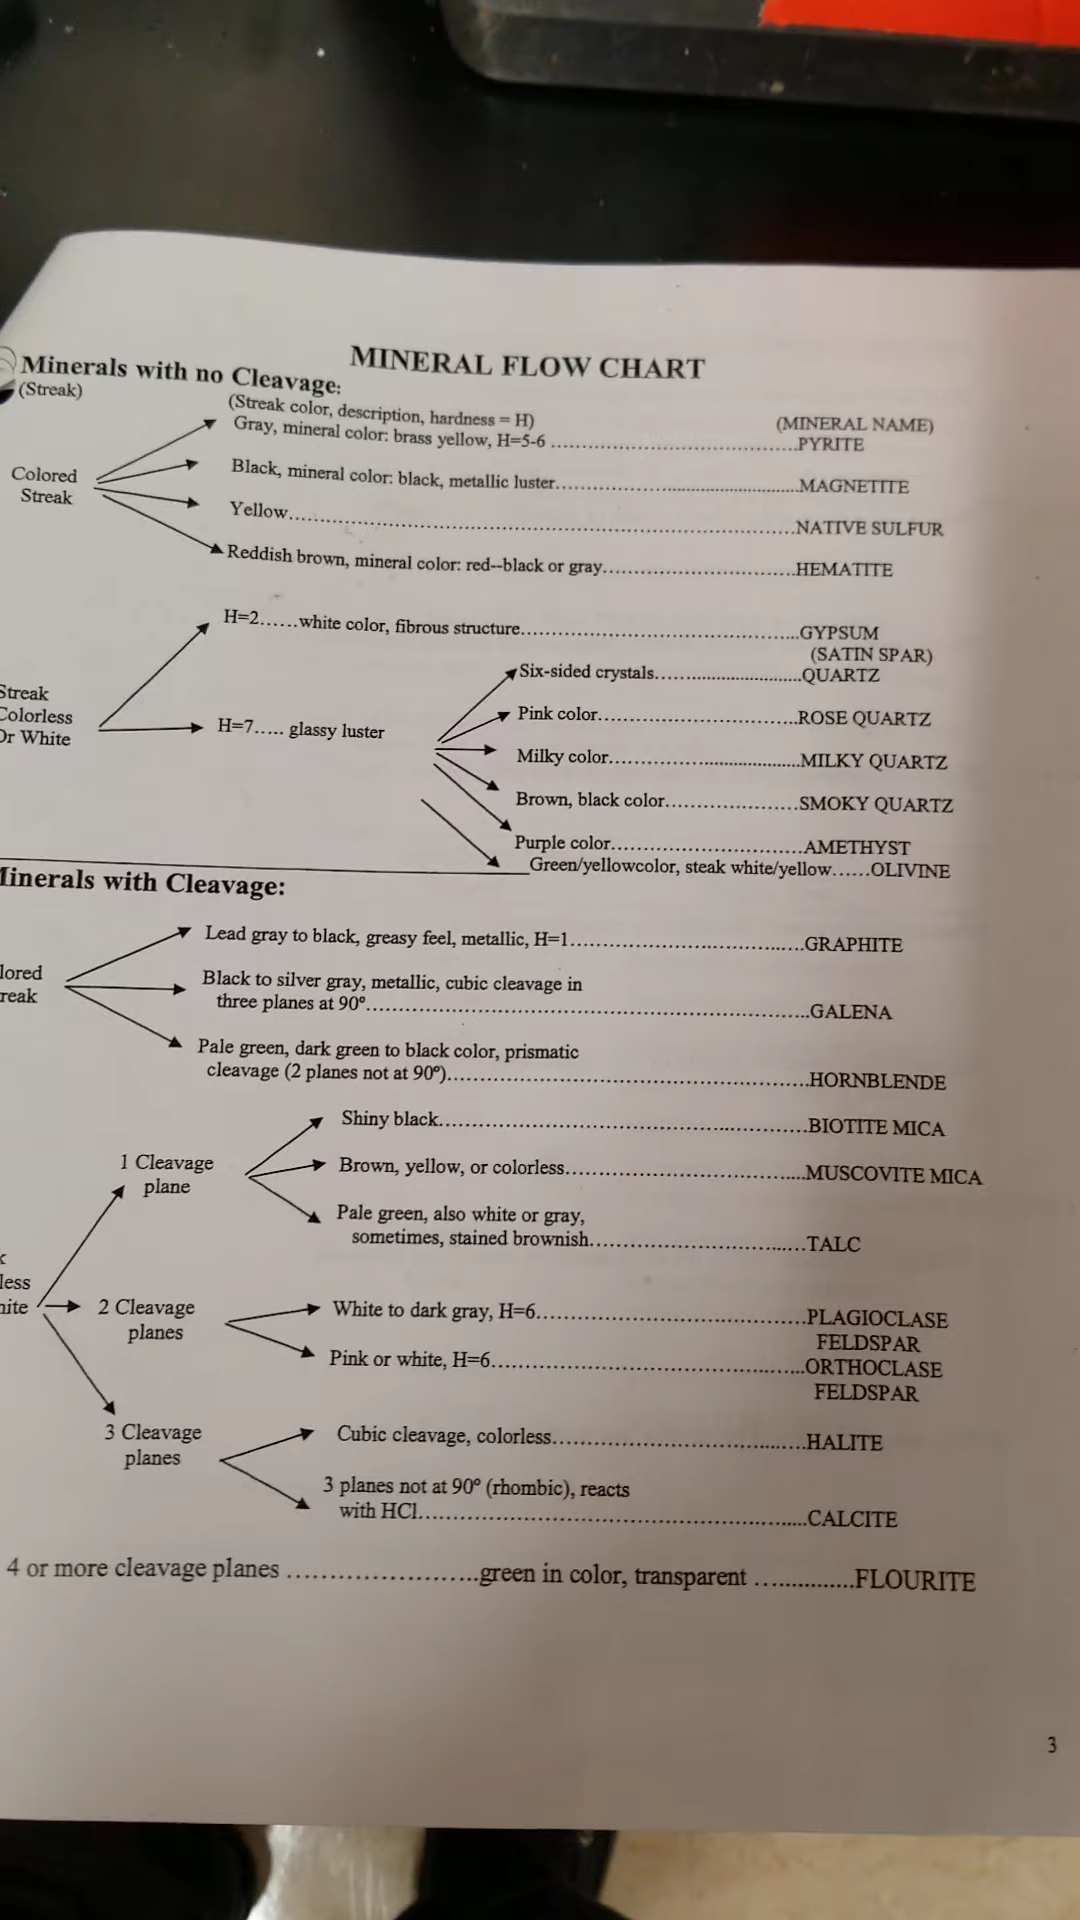 MINERAL FLOW CHART
Minerals with no Cleavage:
(Streak)
(Streak color, description, hardness = H)
(MINERAL NAME)
Gray, mineral color: brass yellow, H=5-6 ........................PYRITE
Colored
Streak
Black, mineral color: black, metallic luster........................MAGNETITE
Yellow........................NATIVE SULFUR
Reddish brown, mineral color: red--black or gray........................HEMATITE
H=2......white color, fibrous structure........................GYPSUM
(SATIN SPAR)
Streak
Colorless
Or White
H=7..... glassy luster
Six-sided crystals........................QUARTZ
Pink color........................ROSE QUARTZ
Milky color........................MILKY QUARTZ
Brown, black color........................SMOKY QUARTZ
Purple color........................AMETHYST
Green/yellowcolor, steak white/yellow......OLIVINE
Minerals with Cleavage:
lored
reak
Lead gray to black, greasy feel, metallic, H=1........................GRAPHITE
Black to silver gray, metallic, cubic cleavage in
three planes at 90º........................GALENA
Pale green, dark green to black color, prismatic
cleavage (2 planes not at 90º)........................HORNBLENDE
1 Cleavage
plane
Shiny black........................BIOTITE MICA
Brown, yellow, or colorless........................MUSCOVITE MICA
Pale green, also white or gray,
sometimes, stained brownish........................TALC
less
ite
2 Cleavage
planes
White to dark gray, H=6........................PLAGIOCLASE
FELDSPAR
Pink or white, H=6........................ORTHOCLASE
FELDSPAR
3 Cleavage
planes
Cubic cleavage, colorless........................HALITE
3 planes not at 90º (rhombic), reacts
with HCl........................CALCITE
4 or more cleavage planes ........................green in color, transparent ...............FLOURITE
3